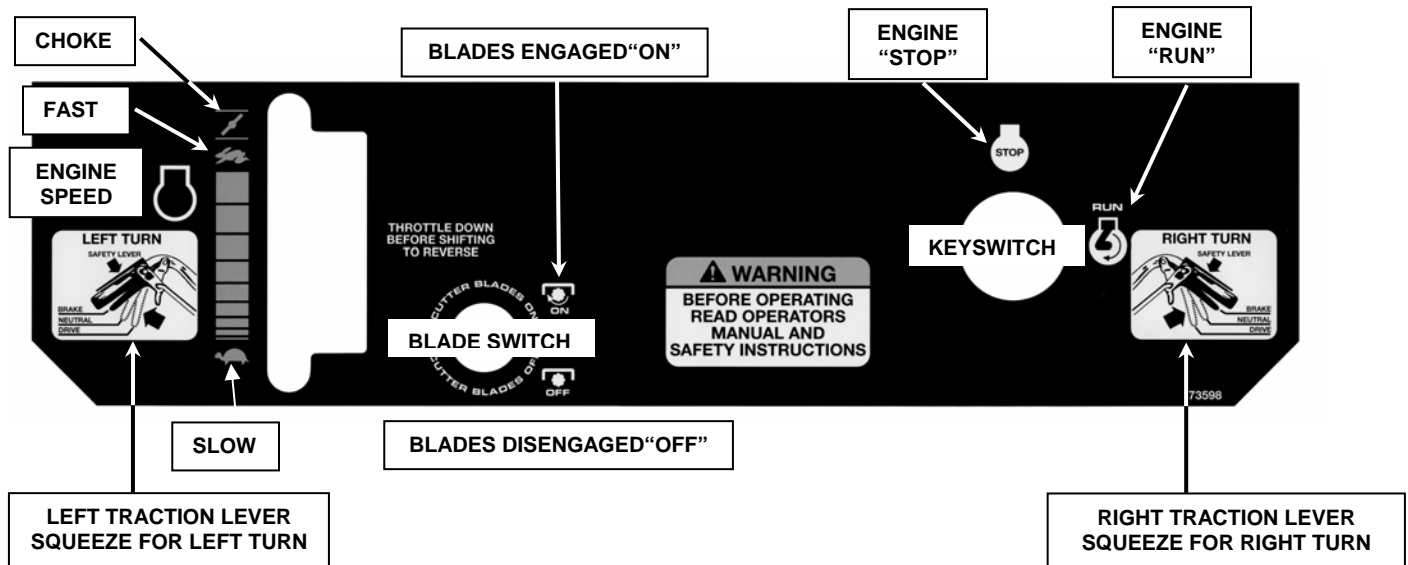 CHOKE
BLADES ENGAGED“ON”
ENGINE
“STOP”
ENGINE
“RUN”
FAST
ENGINE
SPEED
STOP
RUN
LEFT TURN
SAFETY LEVER
BRAKE
NEUTRAL
DRIVE
THROTTLE DOWN
BEFORE SHIFTING
TO REVERSE
CUTTER BLADES ON
ON
BLADE SWITCH
CUTTER BLADES OFF
OFF
WARNING
BEFORE OPERATING
READ OPERATORS
MANUAL AND
SAFETY INSTRUCTIONS
KEYSWITCH
RIGHT TURN
SAFETY LEVER
BRAKE
NEUTRAL
DRIVE
73598
SLOW
BLADES DISENGAGED“OFF”
LEFT TRACTION LEVER
SQUEEZE FOR LEFT TURN
RIGHT TRACTION LEVER
SQUEEZE FOR RIGHT TURN